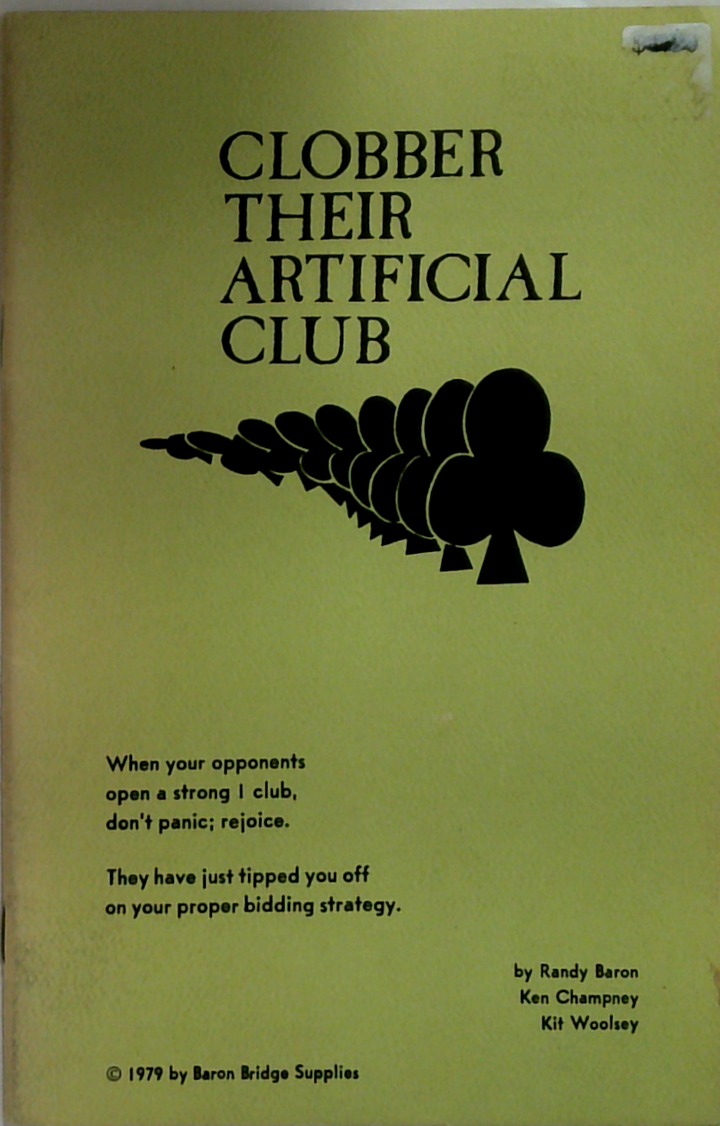 CLOBBER
THEIR
ARTIFICIAL
CLUB
When your opponents
open a strong 1 club,
don't panic; rejoice.
They have just tipped you off
on your proper bidding strategy.
by Randy Baron
Ken Champney
Kit Woolsey
© 1979 by Baron Bridge Supplies